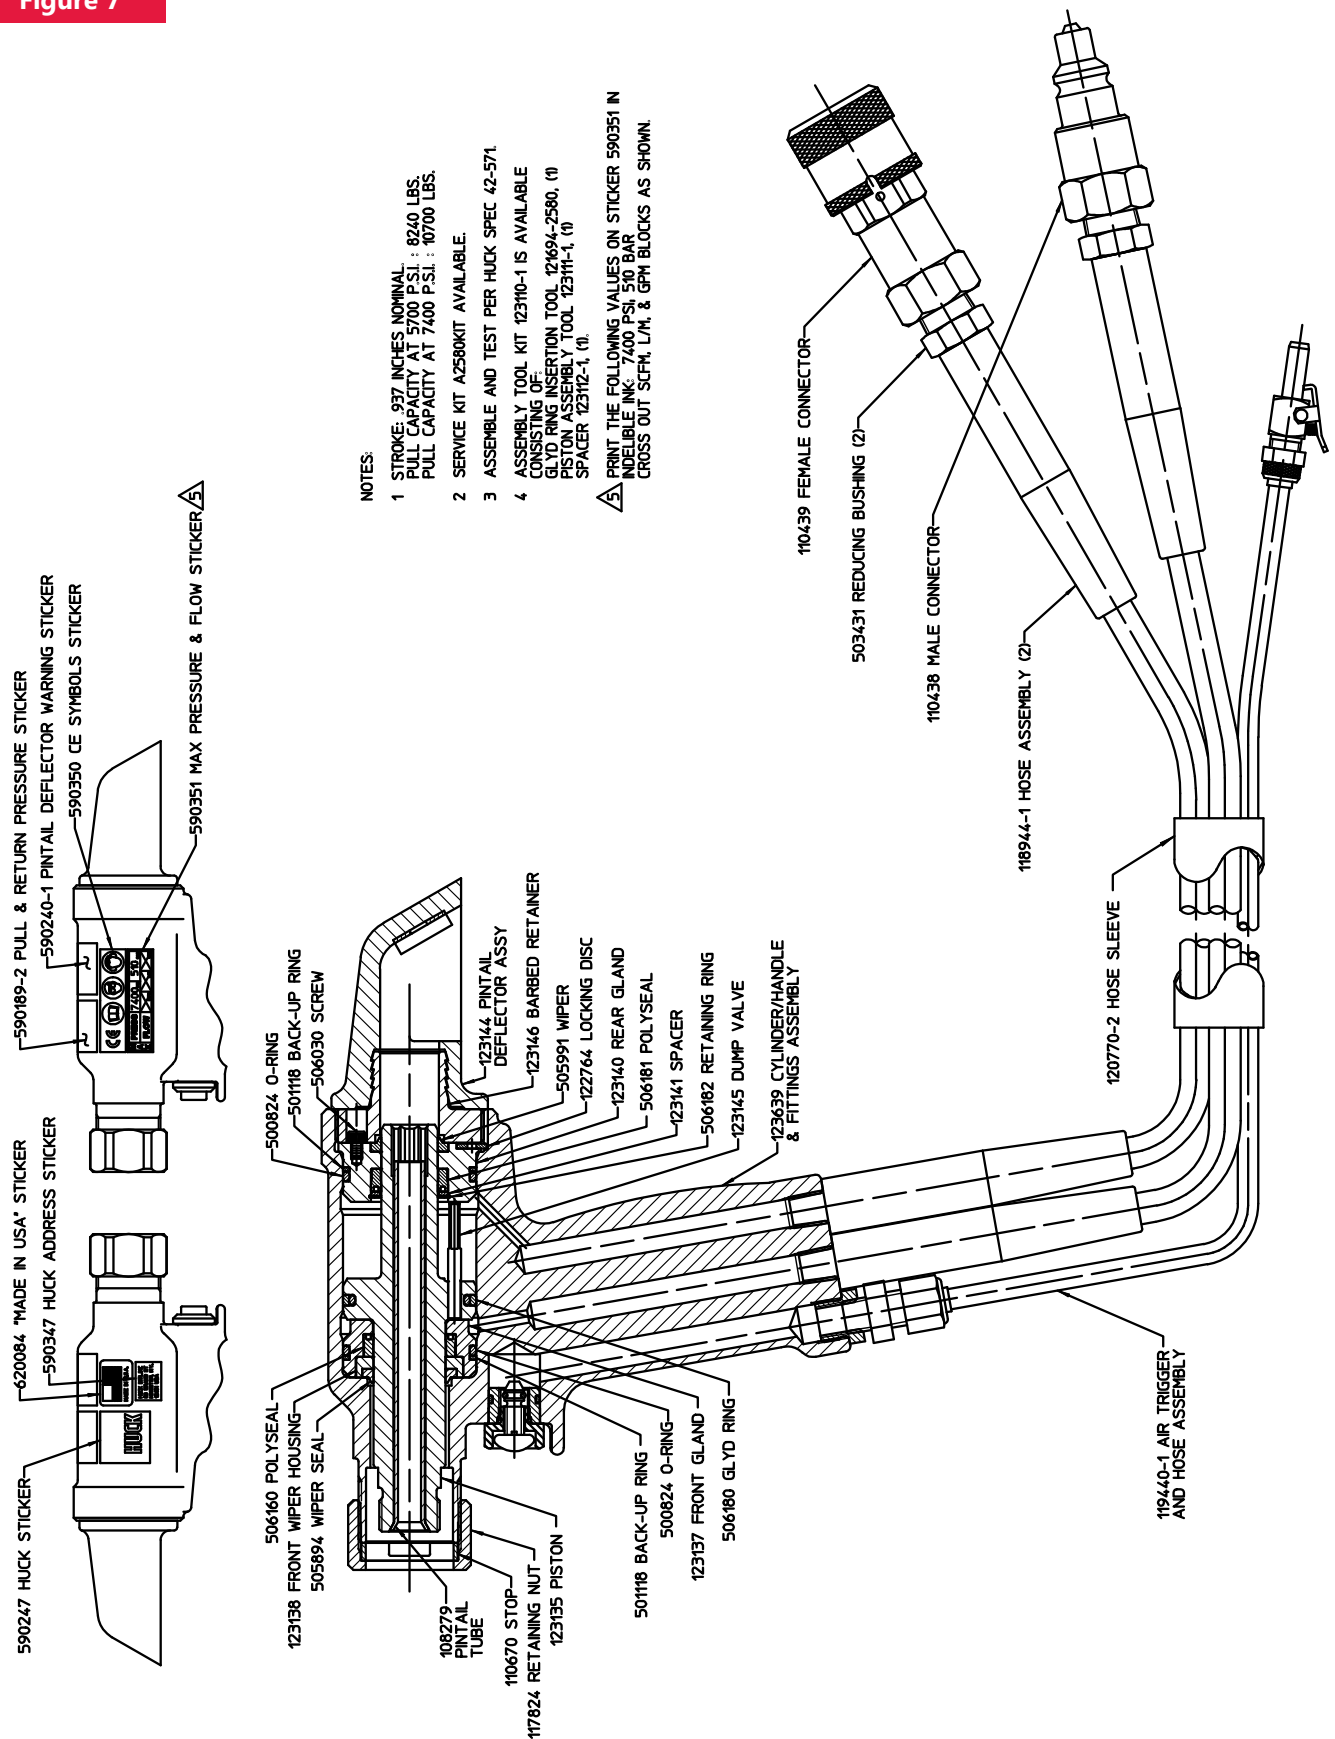 Figure 7
590247 HUCK STICKER
620084 "MADE IN USA" STICKER
590347 HUCK ADDRESS STICKER
HUCK
590189-2 PULL & RETURN PRESSURE STICKER
590240-1 PINTAIL DEFLECTOR WARNING STICKER
590350 CE SYMBOLS STICKER
590351 MAX PRESSURE & FLOW STICKER 5
CE
PRESS 7400 510
FLOW
NOTES:
1 STROKE: .937 INCHES NOMINAL.
PULL CAPACITY AT 5700 P.S.I. : 8240 LBS.
PULL CAPACITY AT 7400 P.S.I. : 10700 LBS.
2 SERVICE KIT A2580KIT AVAILABLE.
3 ASSEMBLE AND TEST PER HUCK SPEC 42-571.
4 ASSEMBLY TOOL KIT 123110-1 IS AVAILABLE
CONSISTING OF:
GLYD RING INSERTION TOOL 121694-2580, (1)
PISTON ASSEMBLY TOOL 123111-1, (1)
SPACER 123112-1, (1).
5 PRINT THE FOLLOWING VALUES ON STICKER 590351 IN
INDELIBLE INK: 7400 PSI, 510 BAR
CROSS OUT SCFM, L/M, & GPM BLOCKS AS SHOWN.
506160 POLYSEAL
123138 FRONT WIPER HOUSING
505894 WIPER SEAL
500824 O-RING
501118 BACK-UP RING
506030 SCREW
108279
PINTAIL
TUBE
110670 STOP
117824 RETAINING NUT
123135 PISTON
501118 BACK-UP RING
500824 O-RING
123137 FRONT GLAND
506180 GLYD RING
123144 PINTAIL
DEFLECTOR ASSY
123146 BARBED RETAINER
505991 WIPER
122764 LOCKING DISC
123140 REAR GLAND
506181 POLYSEAL
123141 SPACER
506182 RETAINING RING
123145 DUMP VALVE
123639 CYLINDER/HANDLE
& FITTINGS ASSEMBLY
110439 FEMALE CONNECTOR
503431 REDUCING BUSHING (2)
110438 MALE CONNECTOR
118944-1 HOSE ASSEMBLY (2)
120770-2 HOSE SLEEVE
119440-1 AIR TRIGGER
AND HOSE ASSEMBLY